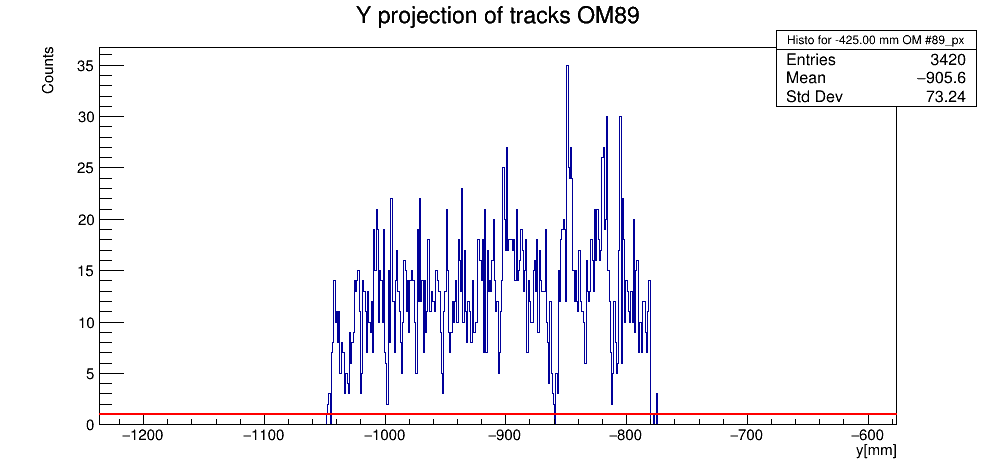 Y projection of tracks OM89
Histo for -425.00 mm OM #89_px
Entries 3420
Mean −905.6
Std Dev 73.24
Counts
35
30
25
20
15
10
5
0
−1200 −1100 −1000 −900 −800 −700 −600
y[mm]